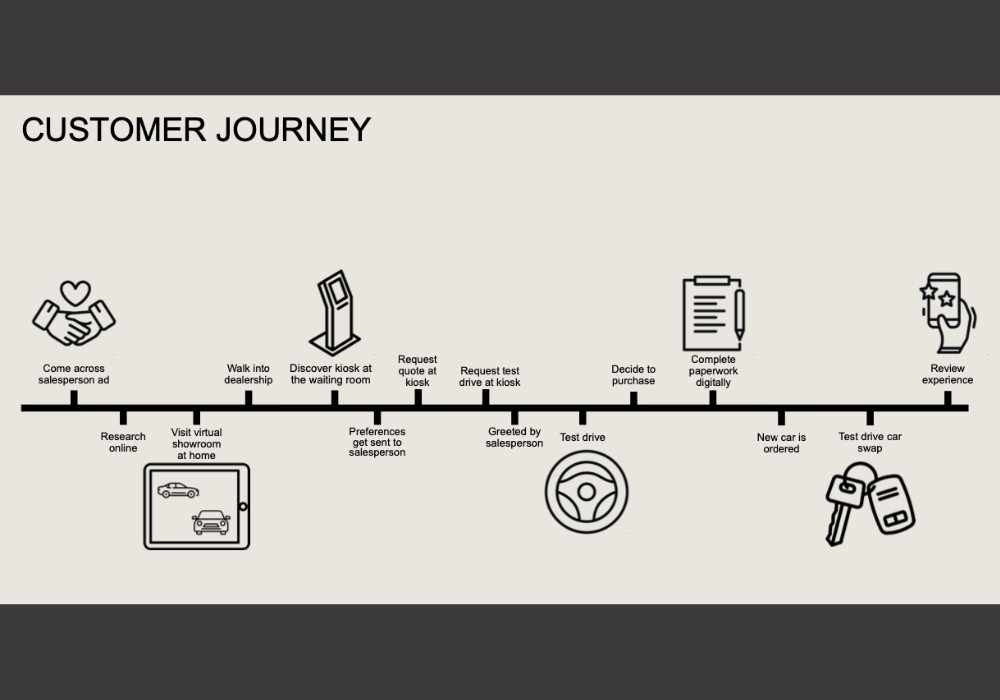 CUSTOMER JOURNEY
Come across
salesperson ad
Research
online
Visit virtual
showroom
at home
Walk into
dealership
Discover kiosk at
the waiting room
Preferences
get sent to
salesperson
Request
quote at
kiosk
Request test
drive at kiosk
Greeted by
salesperson
Test drive
Decide to
purchase
Complete
paperwork
digitally
New car is
ordered
Test drive car
swap
Review
experience